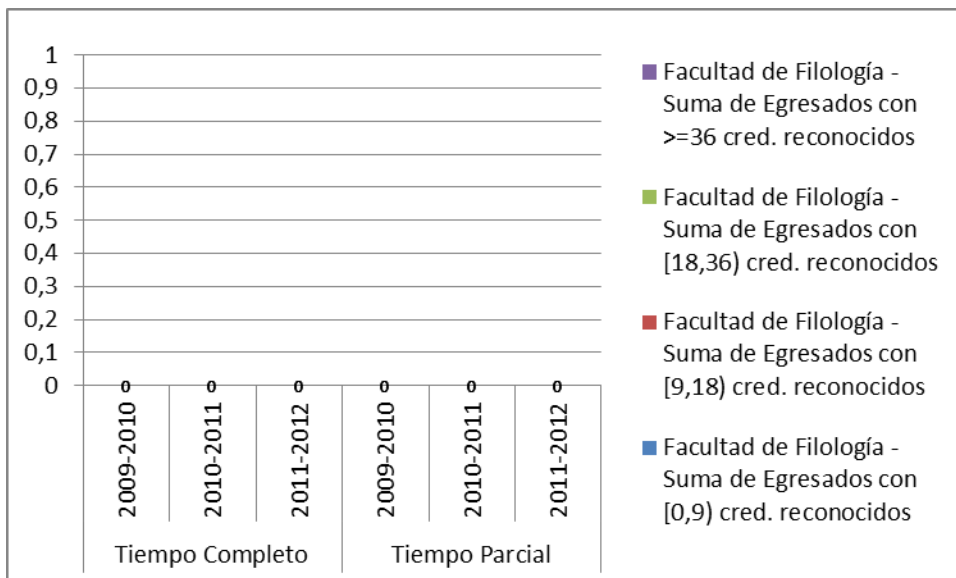 1
0,9
0,8
0,7
0,6
0,5
0,4
0,3
0,2
0,1
0
0 0 0 0 0 0
2009-2010
2010-2011
2011-2012
2009-2010
2010-2011
2011-2012
Tiempo Completo
Tiempo Parcial
Facultad de Filología -
Suma de Egresados con
>=36 cred. reconocidos
Facultad de Filología -
Suma de Egresados con
[18,36) cred. reconocidos
Facultad de Filología -
Suma de Egresados con
[9,18) cred. reconocidos
Facultad de Filología -
Suma de Egresados con
[0,9) cred. reconocidos